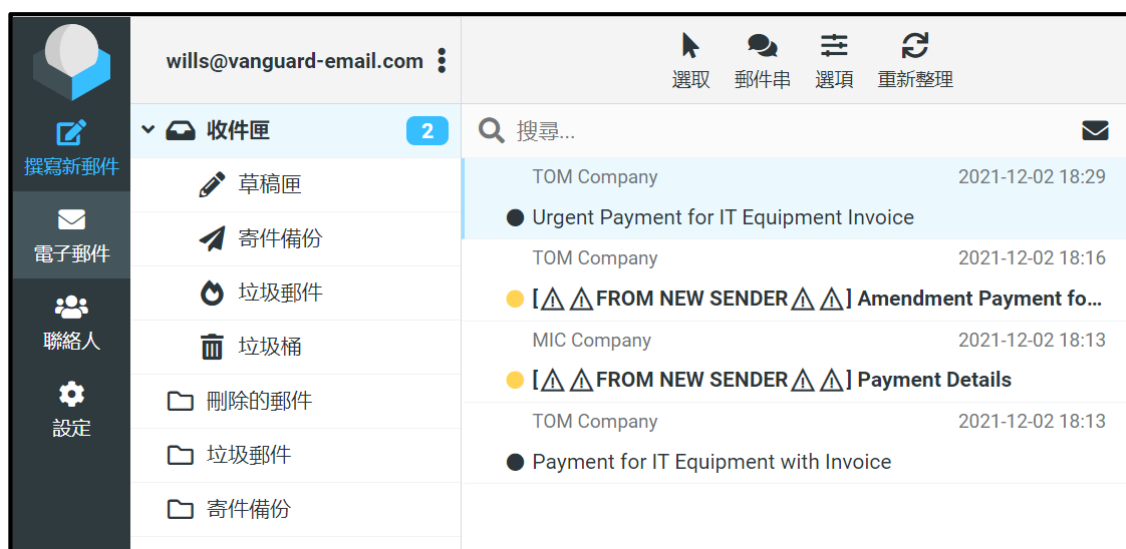 wills@vanguard-email.com
選取
郵件串
選項
重新整理
撰寫新郵件
電子郵件
聯絡人
設定
收件匣 2
草稿匣
寄件備份
垃圾郵件
垃圾桶
刪除的郵件
垃圾郵件
寄件備份
搜尋...
TOM Company 2021-12-02 18:29
Urgent Payment for IT Equipment Invoice
TOM Company 2021-12-02 18:16
[⚠ ⚠FROM NEW SENDER⚠ ⚠] Amendment Payment fo...
MIC Company 2021-12-02 18:13
[⚠ ⚠FROM NEW SENDER⚠ ⚠] Payment Details
TOM Company 2021-12-02 18:13
Payment for IT Equipment with Invoice